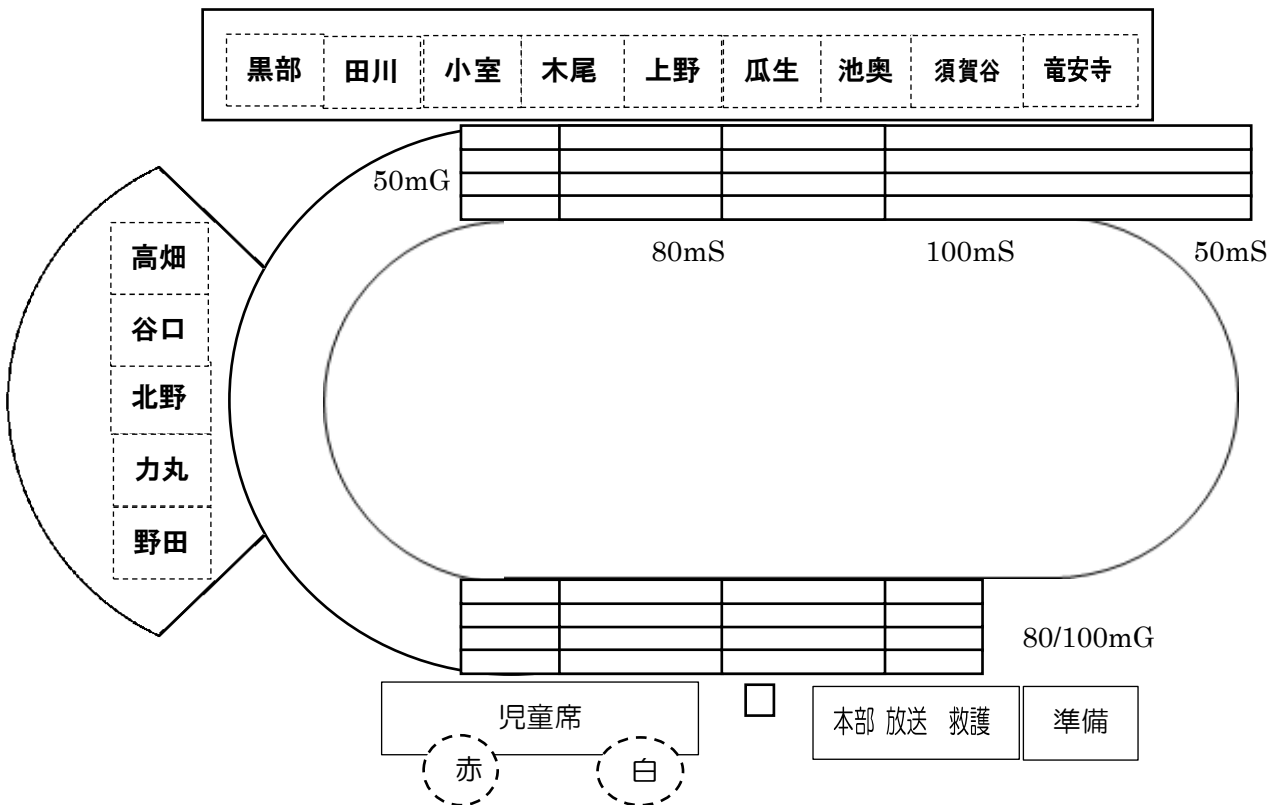 黒部 田川 小室 木尾 上野 瓜生 池奥 須賀谷 竜安寺
50mG
80mS 100mS 50mS
高畑
谷口
北野
力丸
野田
80/100mG
児童席
本部 放送 救護
準備
赤 白